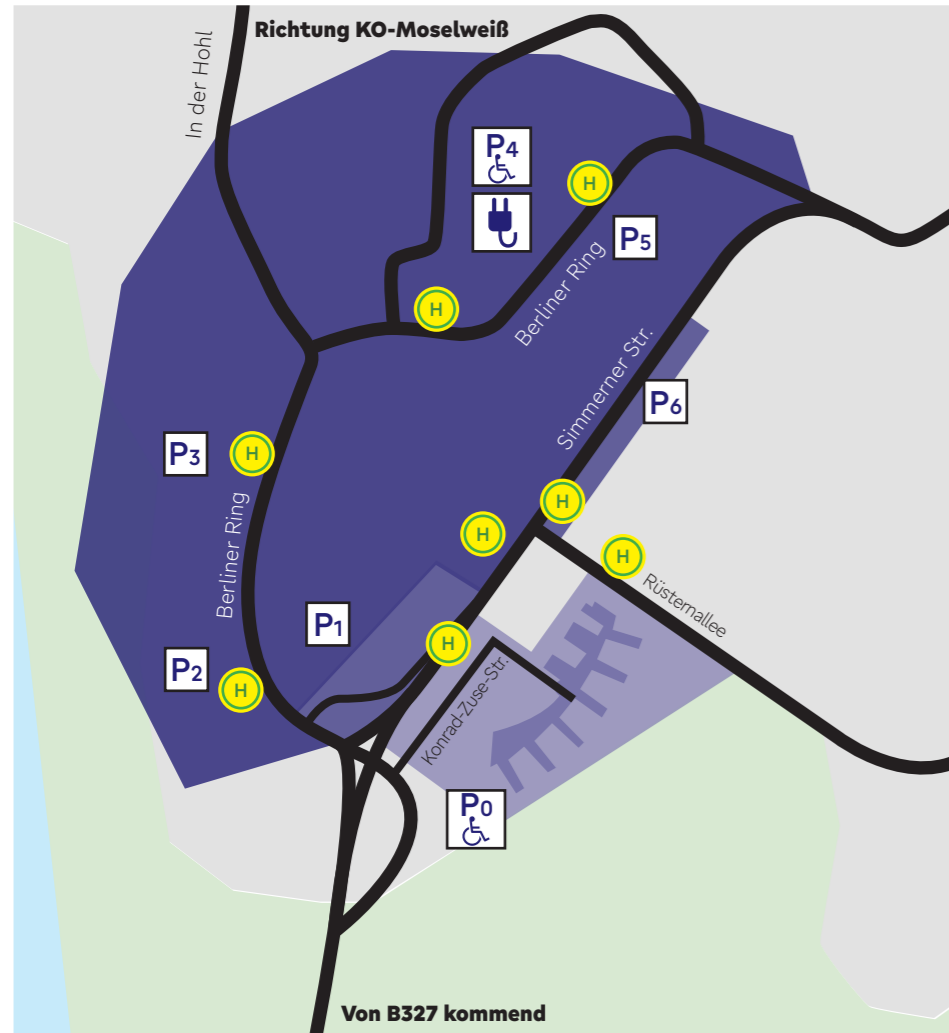 Richtung KO-Moselweiß
In der Hohl
P4
H
P5
Berliner Ring
H
Simmerner Str.
P6
P3
H
Berliner Ring
H
H
H
Rüsternallee
P1
H
P2
H
Konrad-Zuse-Str.
P0
Von B327 kommend